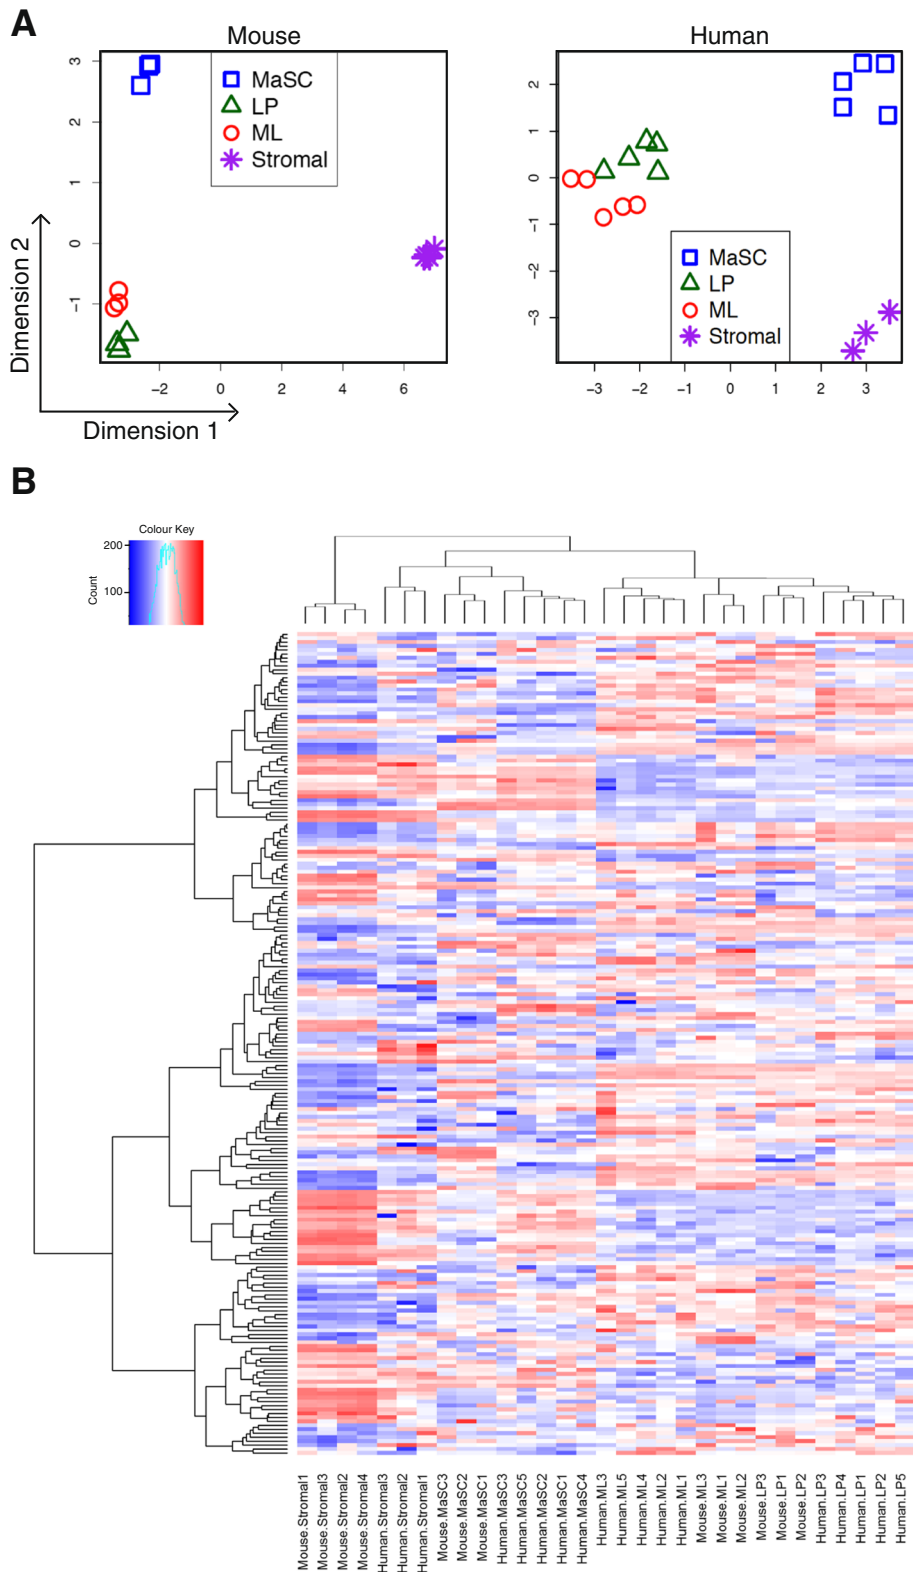 A
Mouse
Human
3
2
1
0
−1
−2
0
2
4
6
MaSC
LP
ML
Stromal
Dimension 2
Dimension 1
2
1
0
−1
−2
−3
−3
−2
−1
0
1
2
3
MaSC
LP
ML
Stromal
B
Colour Key
Count
200
100
Mouse.Stromal1
Mouse.Stromal3
Mouse.Stromal2
Mouse.Stromal4
Human.Stromal3
Human.Stromal2
Human.Stromal1
Mouse.MaSC3
Mouse.MaSC2
Mouse.MaSC1
Human.MaSC3
Human.MaSC5
Human.MaSC2
Human.MaSC1
Human.MaSC4
Human.ML3
Human.ML5
Human.ML4
Human.ML2
Human.ML1
Mouse.ML3
Mouse.ML1
Mouse.ML2
Mouse.LP3
Mouse.LP1
Mouse.LP2
Human.LP3
Human.LP4
Human.LP1
Human.LP2
Human.LP5